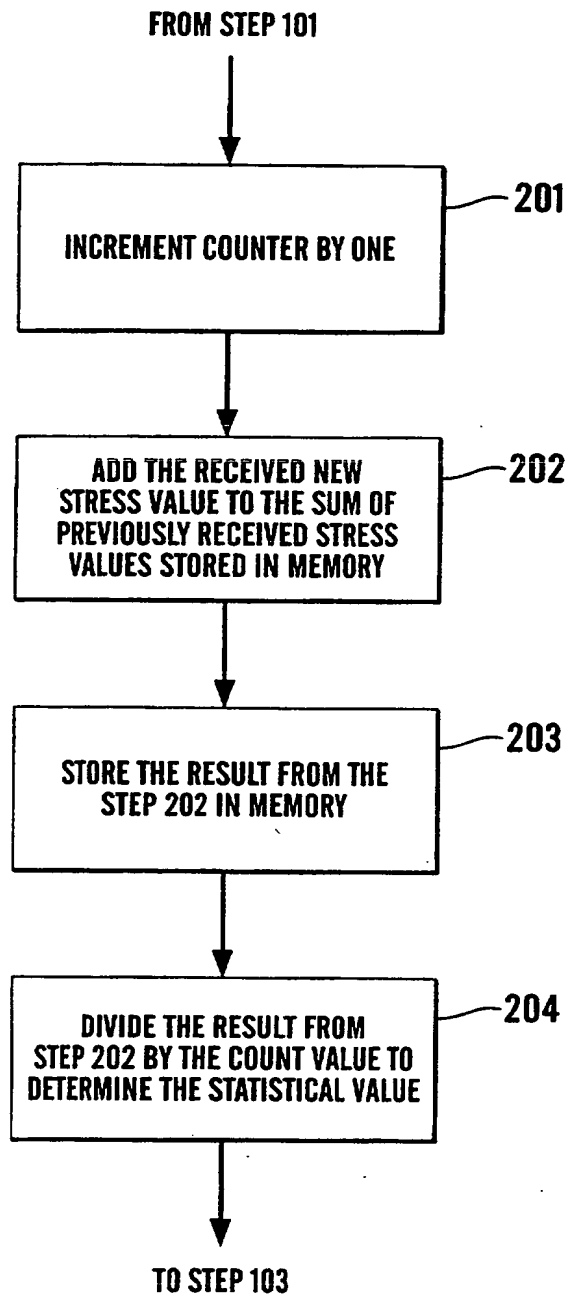 FROM STEP 101
201
INCREMENT COUNTER BY ONE
202
ADD THE RECEIVED NEW
STRESS VALUE TO THE SUM OF
PREVIOUSLY RECEIVED STRESS
VALUES STORED IN MEMORY
203
STORE THE RESULT FROM THE
STEP 202 IN MEMORY
204
DIVIDE THE RESULT FROM
STEP 202 BY THE COUNT VALUE TO
DETERMINE THE STATISTICAL VALUE
TO STEP 103